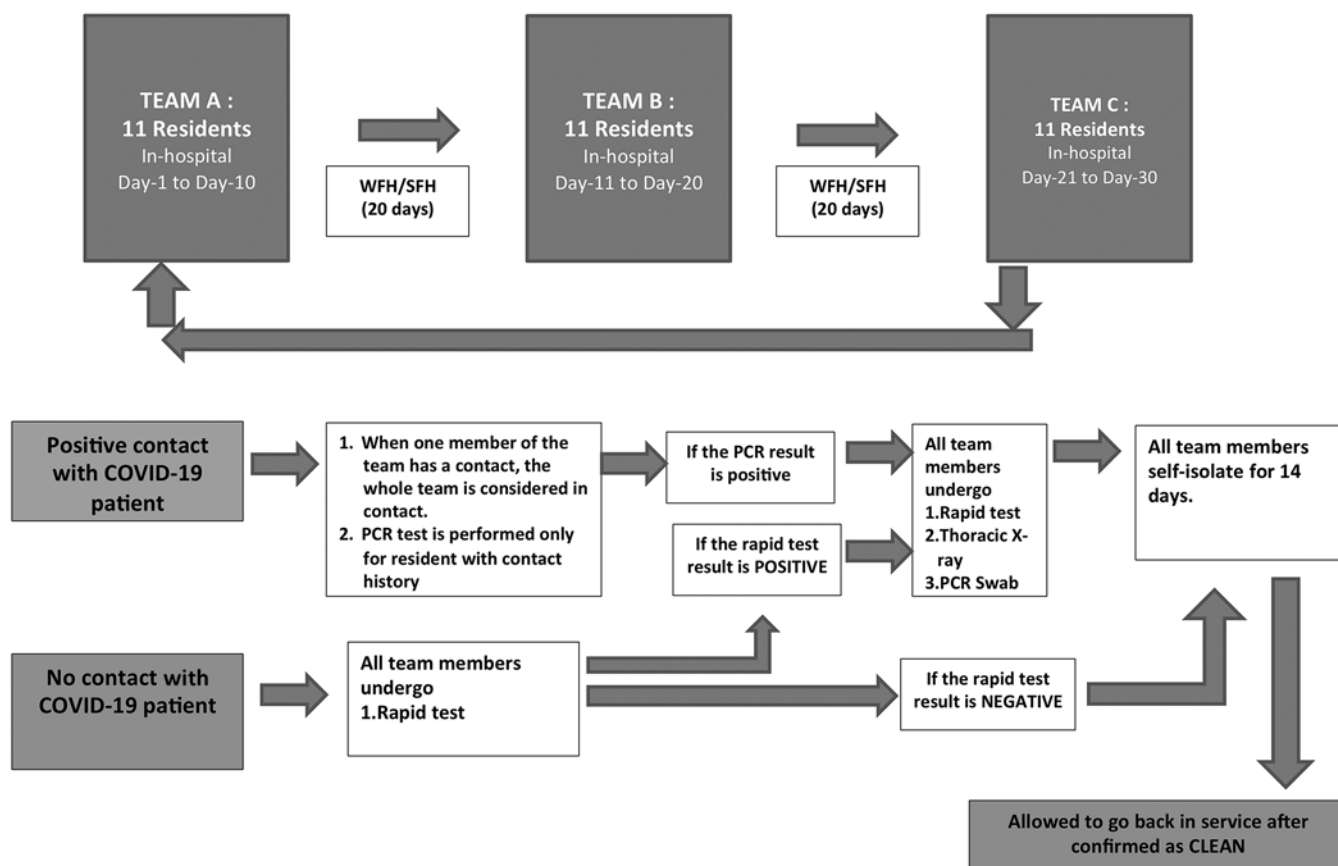 TEAM A :
11 Residents
In-hospital
Day-1 to Day-10
WFH/SFH
(20 days)
TEAM B :
11 Residents
In-hospital
Day-11 to Day-20
WFH/SFH
(20 days)
TEAM C :
11 Residents
In-hospital
Day-21 to Day-30
Positive contact
with COVID-19
patient
1. When one member of the
team has a contact, the
whole team is considered in
contact.
2. PCR test is performed only
for resident with contact
history
If the PCR result
is positive
If the rapid test
result is POSITIVE
All team
members
undergo
1.Rapid test
2.Thoracic X-
ray
3.PCR Swab
All team members
self-isolate for 14
days.
No contact with
COVID-19 patient
All team members
undergo
1.Rapid test
If the rapid test
result is NEGATIVE
Allowed to go back in service after
confirmed as CLEAN